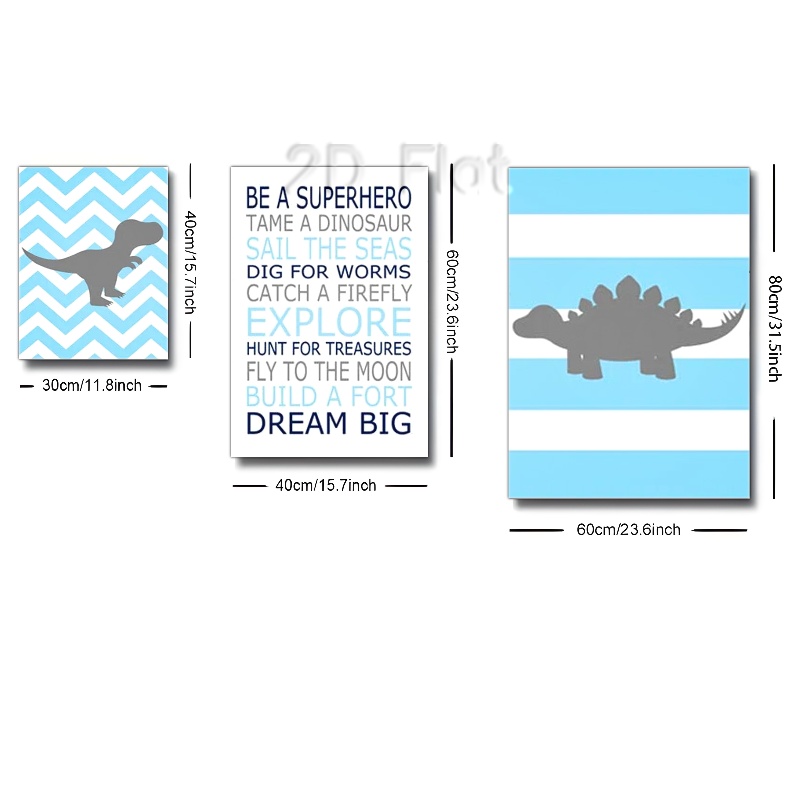 2D Flat.
BE A SUPERHERO
TAME A DINOSAUR
SAIL THE SEAS
DIG FOR WORMS
CATCH A FIREFLY
EXPLORE
HUNT FOR TREASURES
FLY TO THE MOON
BUILD A FORT
DREAM BIG
40cm/15.7inch
30cm/11.8inch
60cm/23.6inch
40cm/15.7inch
80cm/31.5inch
60cm/23.6inch